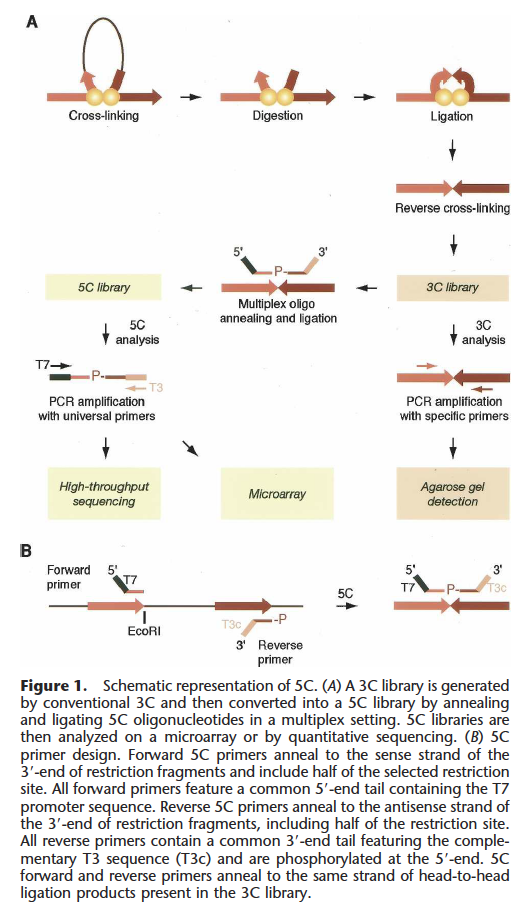 A
Cross-linking
Digestion
Ligation
Reverse cross-linking
5'
3'
P
5C library
Multiplex oligo
annealing and ligation
3C library
5C
analysis
3C
analysis
T7
P
T3
PCR amplification
with universal primers
PCR amplification
with specific primers
High-throughput
sequencing
Microarray
Agarose gel
detection
B
Forward
primer
5'
T7
EcoRI
T3c
-P
3' Reverse
primer
5C
5'
3'
T7
P
T3c
Figure 1. Schematic representation of 5C. (A) A 3C library is generated
by conventional 3C and then converted into a 5C library by annealing
and ligating 5C oligonucleotides in a multiplex setting. 5C libraries are
then analyzed on a microarray or by quantitative sequencing. (B) 5C
primer design. Forward 5C primers anneal to the sense strand of the
3′-end of restriction fragments and include half of the selected restriction
site. All forward primers feature a common 5′-end tail containing the T7
promoter sequence. Reverse 5C primers anneal to the antisense strand of
the 3′-end of restriction fragments, including half of the restriction site.
All reverse primers contain a common 3′-end tail featuring the comple-
mentary T3 sequence (T3c) and are phosphorylated at the 5′-end. 5C
forward and reverse primers anneal to the same strand of head-to-head
ligation products present in the 3C library.